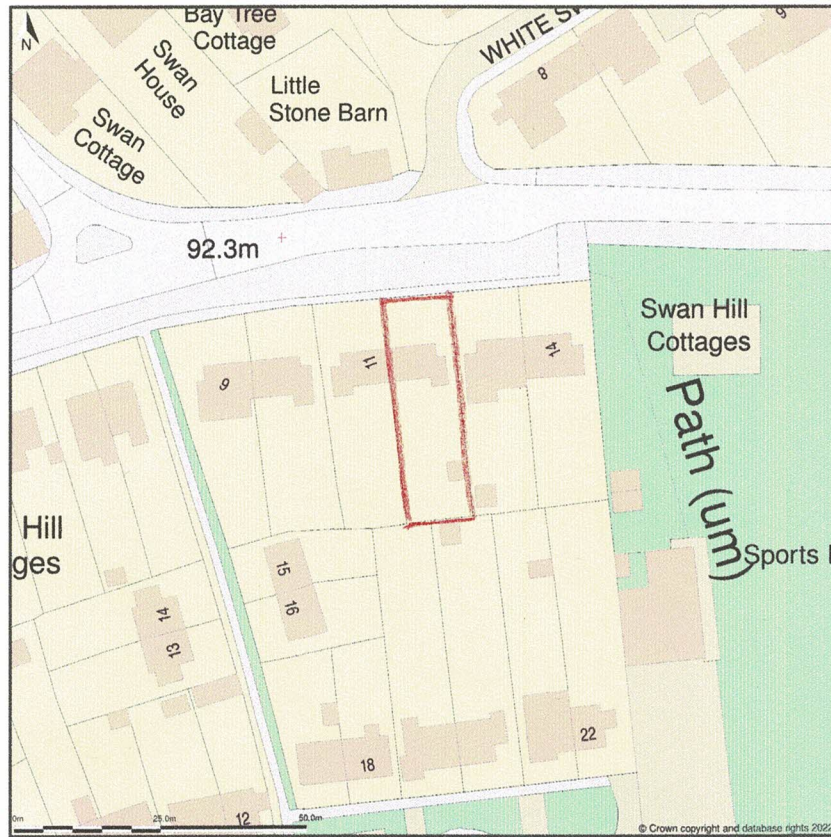 N
Bay Tree
Cottage
Swan
House
Little
Stone Barn
Swan
Cottage
WHITE
8
92.3m
Swan Hill
Cottages
9
11
14
Path (um)
Hill
ges
15
16
14
13
Sports
18
22
12
0m
25.0m
50.0m
© Crown copyright and database rights